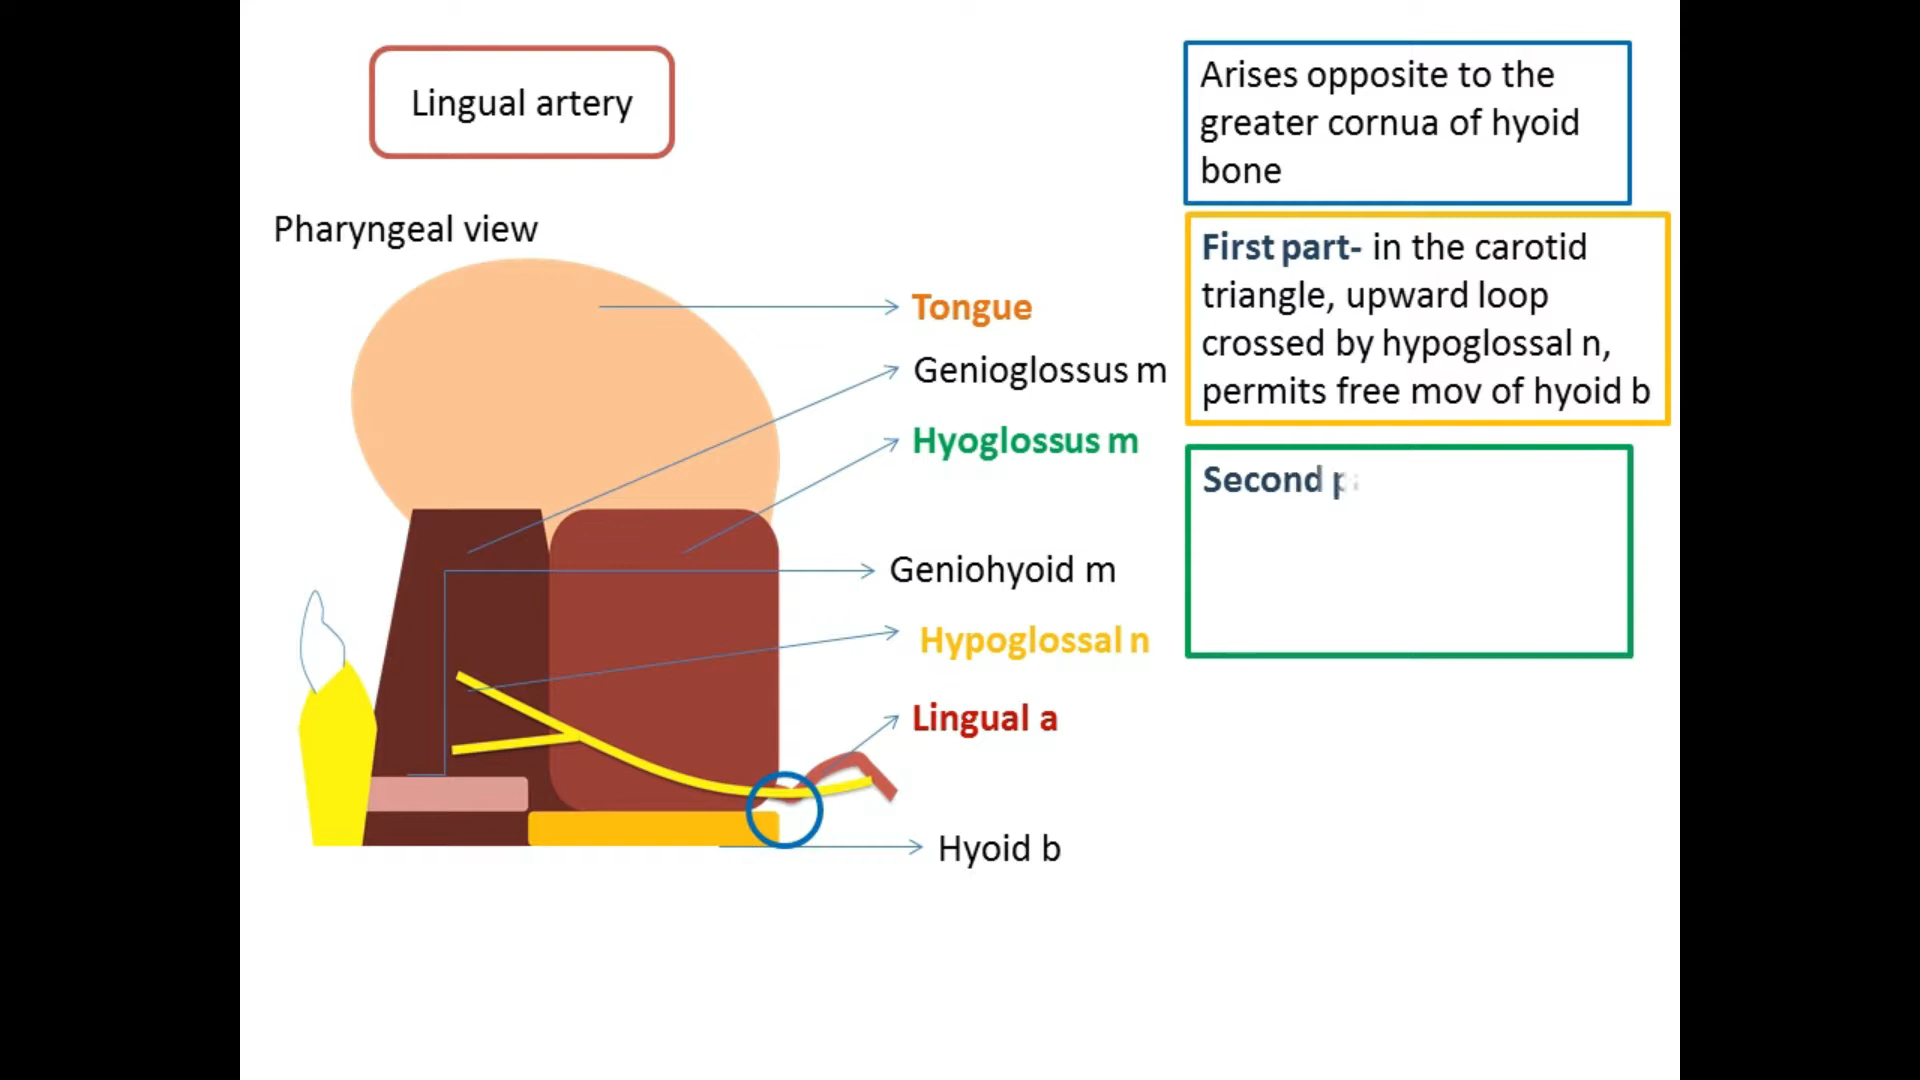 Lingual artery
Pharyngeal view
Tongue
Genioglossus m
Hyoglossus m
Geniohyoid m
Hypoglossal n
Lingual a
Hyoid b
Arises opposite to the
greater cornua of hyoid
bone
First part- in the carotid
triangle, upward loop
crossed by hypoglossal n,
permits free mov of hyoid b
Second